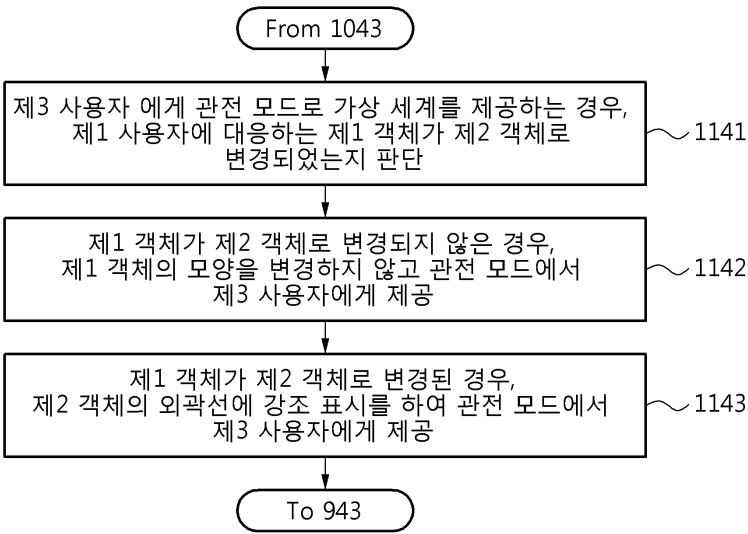 From 1043
제3 사용자 에게 관전 모드로 가상 세계를 제공하는 경우,
제1 사용자에 대응하는 제1 객체가 제2 객체로
변경되었는지 판단
1141
제1 객체가 제2 객체로 변경되지 않은 경우,
제1 객체의 모양을 변경하지 않고 관전 모드에서
제3 사용자에게 제공
1142
제1 객체가 제2 객체로 변경된 경우,
제2 객체의 외곽선에 강조 표시를 하여 관전 모드에서
제3 사용자에게 제공
1143
To 943